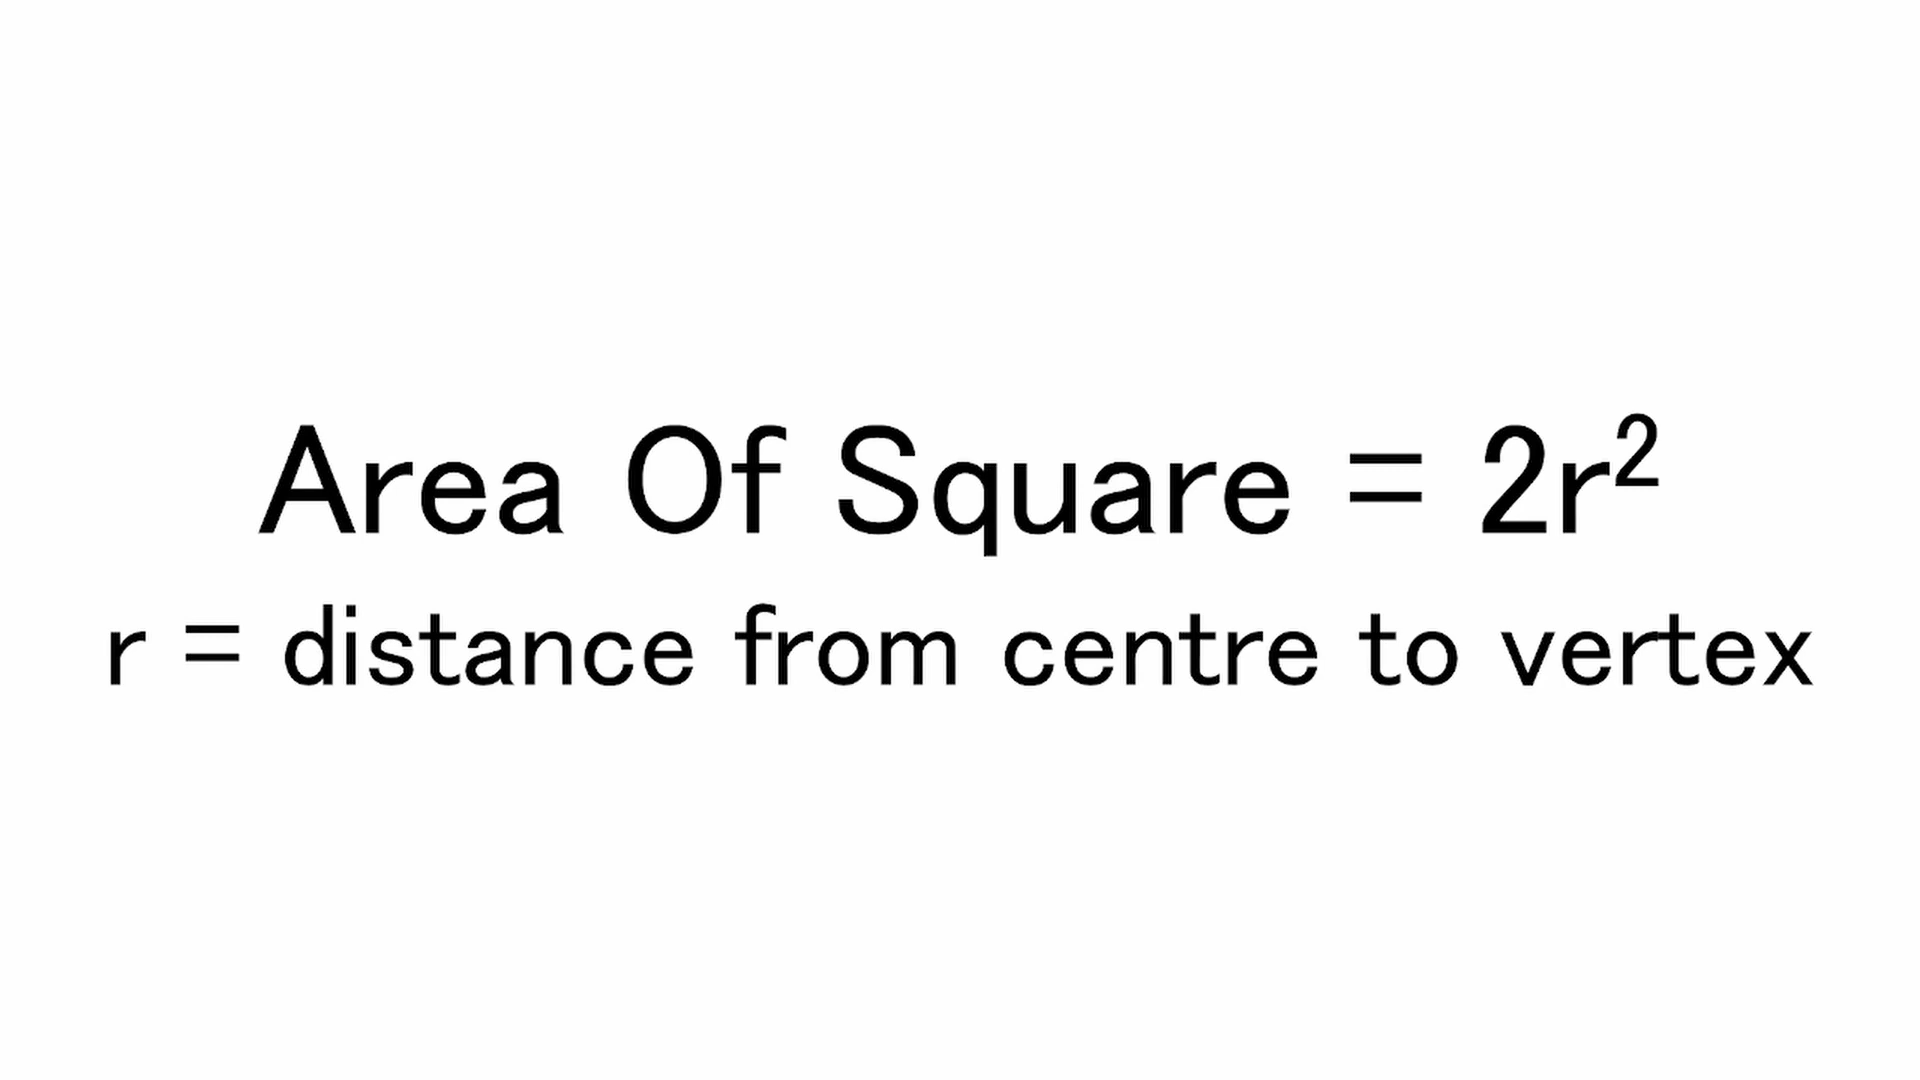 Area Of Square = 2r²
r = distance from centre to vertex